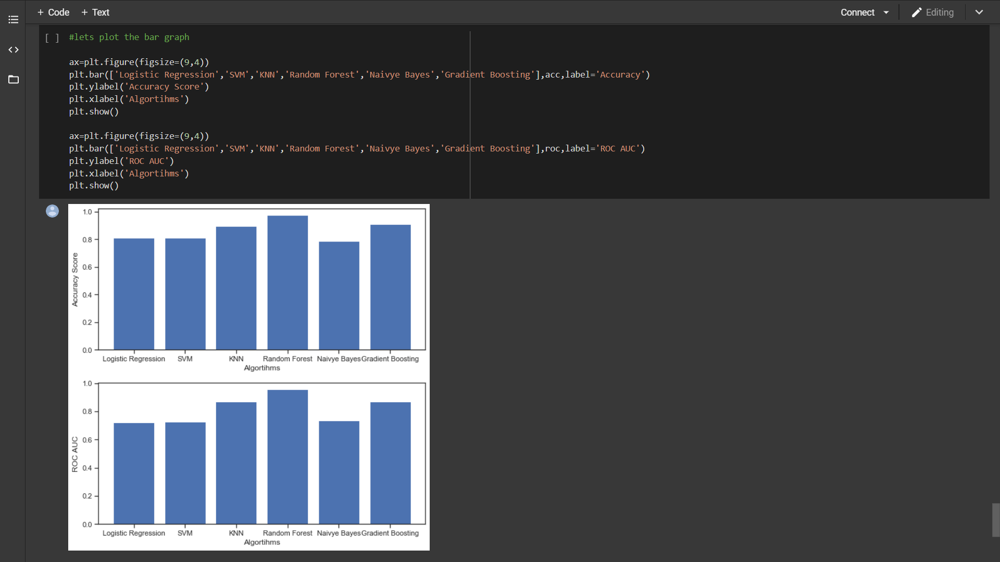 + Code + Text Connect Editing
[ ] #lets plot the bar graph
ax=plt.figure(figsize=(9,4))
plt.bar(['Logistic Regression','SVM','KNN','Random Forest','Naivye Bayes','Gradient Boosting'],acc,label='Accuracy')
plt.ylabel('Accuracy Score')
plt.xlabel('Algortihms')
plt.show()
ax=plt.figure(figsize=(9,4))
plt.bar(['Logistic Regression','SVM','KNN','Random Forest','Naivye Bayes','Gradient Boosting'],roc,label='ROC AUC')
plt.ylabel('ROC AUC')
plt.xlabel('Algortihms')
plt.show()
1.0
0.8
0.6
0.4
0.2
0.0
Accuracy Score
Logistic Regression SVM KNN Random Forest Naivye Bayes Gradient Boosting
Algortihms
1.0
0.8
0.6
0.4
0.2
0.0
ROC AUC
Logistic Regression SVM KNN Random Forest Naivye Bayes Gradient Boosting
Algortihms